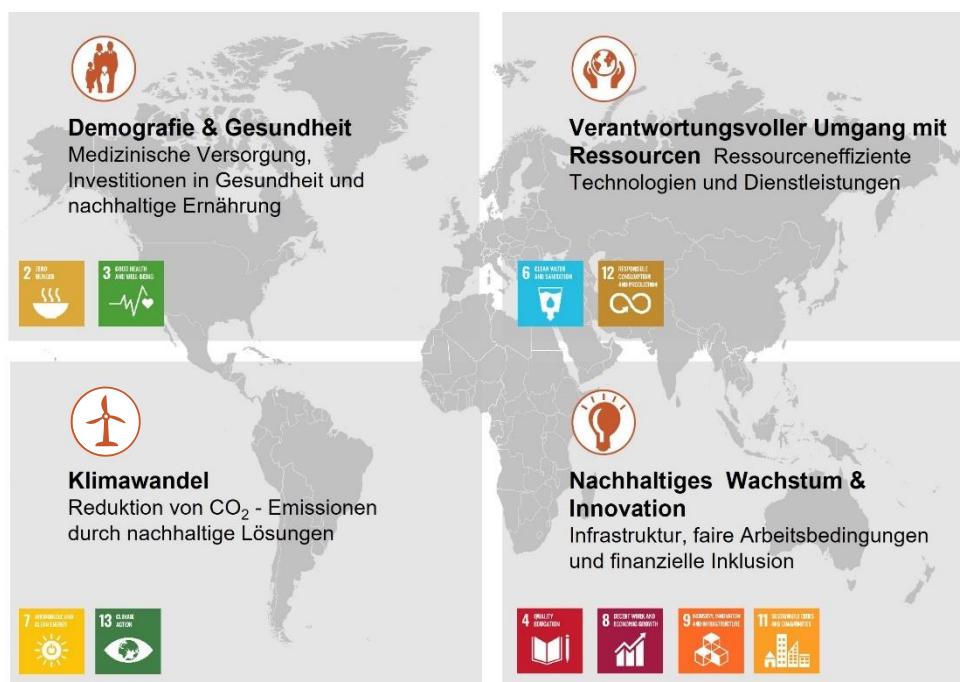 Demografie & Gesundheit
Medizinische Versorgung,
Investitionen in Gesundheit und
nachhaltige Ernährung
2 ZERO
HUNGER
3 GOOD HEALTH
AND WELL-BEING
Verantwortungsvoller Umgang mit
Ressourcen Ressourceneffiziente
Technologien und Dienstleistungen
6 CLEAN WATER
AND SANITATION
12 RESPONSIBLE
CONSUMPTION
AND PRODUCTION
Klimawandel
Reduktion von CO₂ - Emissionen
durch nachhaltige Lösungen
7 AFFORDABLE AND
CLEAN ENERGY
13 CLIMATE
ACTION
Nachhaltiges Wachstum &
Innovation
Infrastruktur, faire Arbeitsbedingungen
und finanzielle Inklusion
4 QUALITY
EDUCATION
8 DECENT WORK AND
ECONOMIC GROWTH
9 INDUSTRY, INNOVATION
AND INFRASTRUCTURE
11 SUSTAINABLE CITIES
AND COMMUNITIES